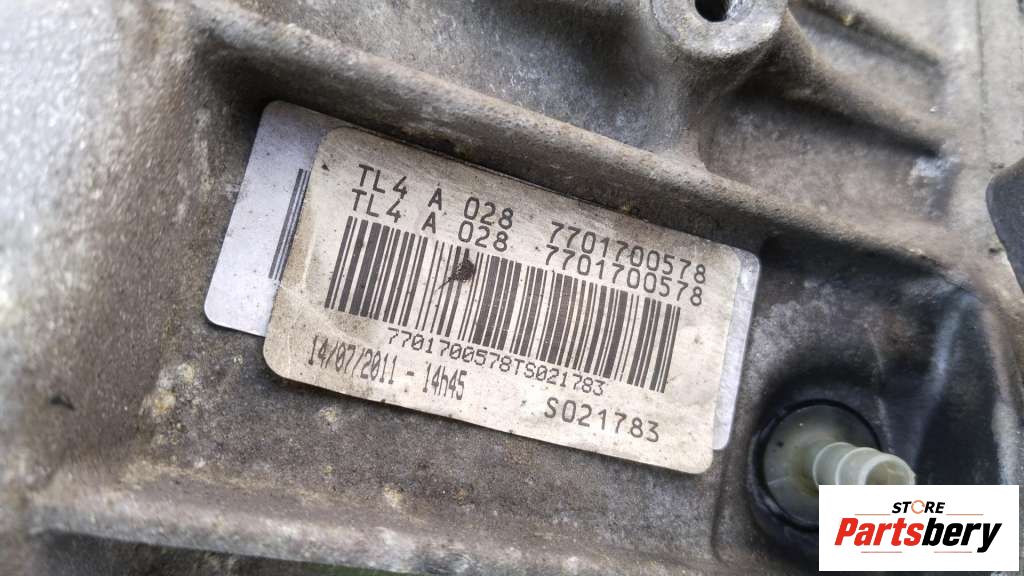 TL4 A 028 7701700578
TL4 A 028 7701700578
7701700578TS021783
14/07/2011 - 14h45
S021783
STORE
Partsbery